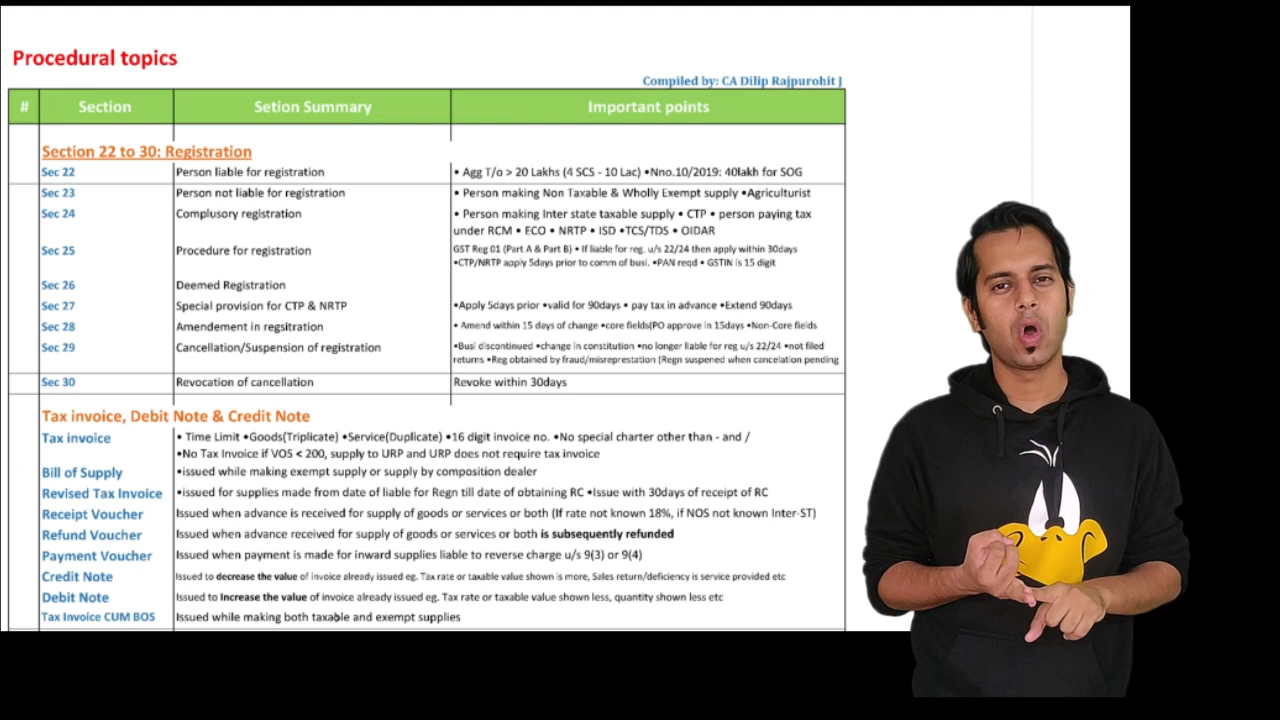 Procedural topics
Compiled by: CA Dilip Rajpurohit J
# Section Setion Summary Important points
Section 22 to 30: Registration
Sec 22 Person liable for registration • Agg T/o > 20 Lakhs (4 SCS - 10 Lac) •Nno.10/2019: 40lakh for SOG
Sec 23 Person not liable for registration • Person making Non Taxable & Wholly Exempt supply •Agriculturist
Sec 24 Complusory registration • Person making Inter state taxable supply • CTP • person paying tax
under RCM • ECO • NRTP • ISD •TCS/TDS • OIDAR
Sec 25 Procedure for registration GST Reg 01 (Part A & Part B) • If liable for reg. u/s 22/24 then apply within 30days
•CTP/NRTP apply 5days prior to comm of busi. •PAN reqd • GSTIN is 15 digit
Sec 26 Deemed Registration
Sec 27 Special provision for CTP & NRTP •Apply 5days prior •valid for 90days • pay tax in advance •Extend 90days
Sec 28 Amendement in regsitration • Amend within 15 days of change •core fields(PO approve in 15days •Non-Core fields
Sec 29 Cancellation/Suspension of registration •Busi discontinued •change in constitution •no longer liable for reg u/s 22/24 •not filed
returns •Reg obtained by fraud/misreprestation (Regn suspened when cancelation pending
Sec 30 Revocation of cancellation Revoke within 30days
Tax invoice, Debit Note & Credit Note
Tax invoice • Time Limit •Goods(Triplicate) •Service(Duplicate) •16 digit invoice no. •No special charter other than - and /
•No Tax Invoice if VOS < 200, supply to URP and URP does not require tax invoice
Bill of Supply •issued while making exempt supply or supply by composition dealer
Revised Tax Invoice •issued for supplies made from date of liable for Regn till date of obtaining RC •Issue with 30days of receipt of RC
Receipt Voucher Issued when advance is received for supply of goods or services or both (If rate not known 18%, if NOS not known Inter-ST)
Refund Voucher Issued when advance received for supply of goods or services or both is subsequently refunded
Payment Voucher Issued when payment is made for inward supplies liable to reverse charge u/s 9(3) or 9(4)
Credit Note Issued to decrease the value of invoice already issued eg. Tax rate or taxable value shown is more, Sales return/deficiency is service provided etc
Debit Note Issued to Increase the value of invoice already issued eg. Tax rate or taxable value shown less, quantity shown less etc
Tax Invoice CUM BOS Issued while making both taxable and exempt supplies